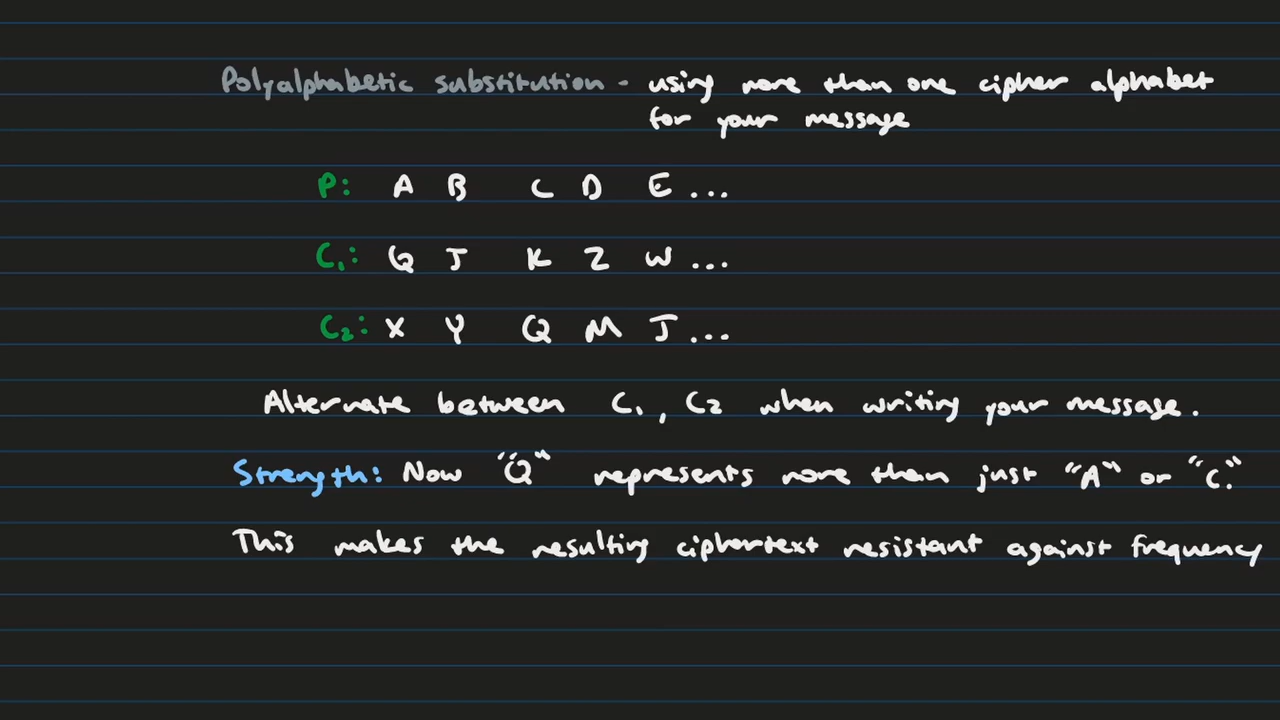 Polyalphabetic substitution - using more than one cipher alphabet
for your message
P: A B C D E ...
C₁: Q J K Z W ...
C₂: X Y Q M J ...
Alternate between C₁, C₂ when writing your message.
Strength: Now "Q" represents more than just "A" or "C."
This makes the resulting ciphertext resistant against frequency